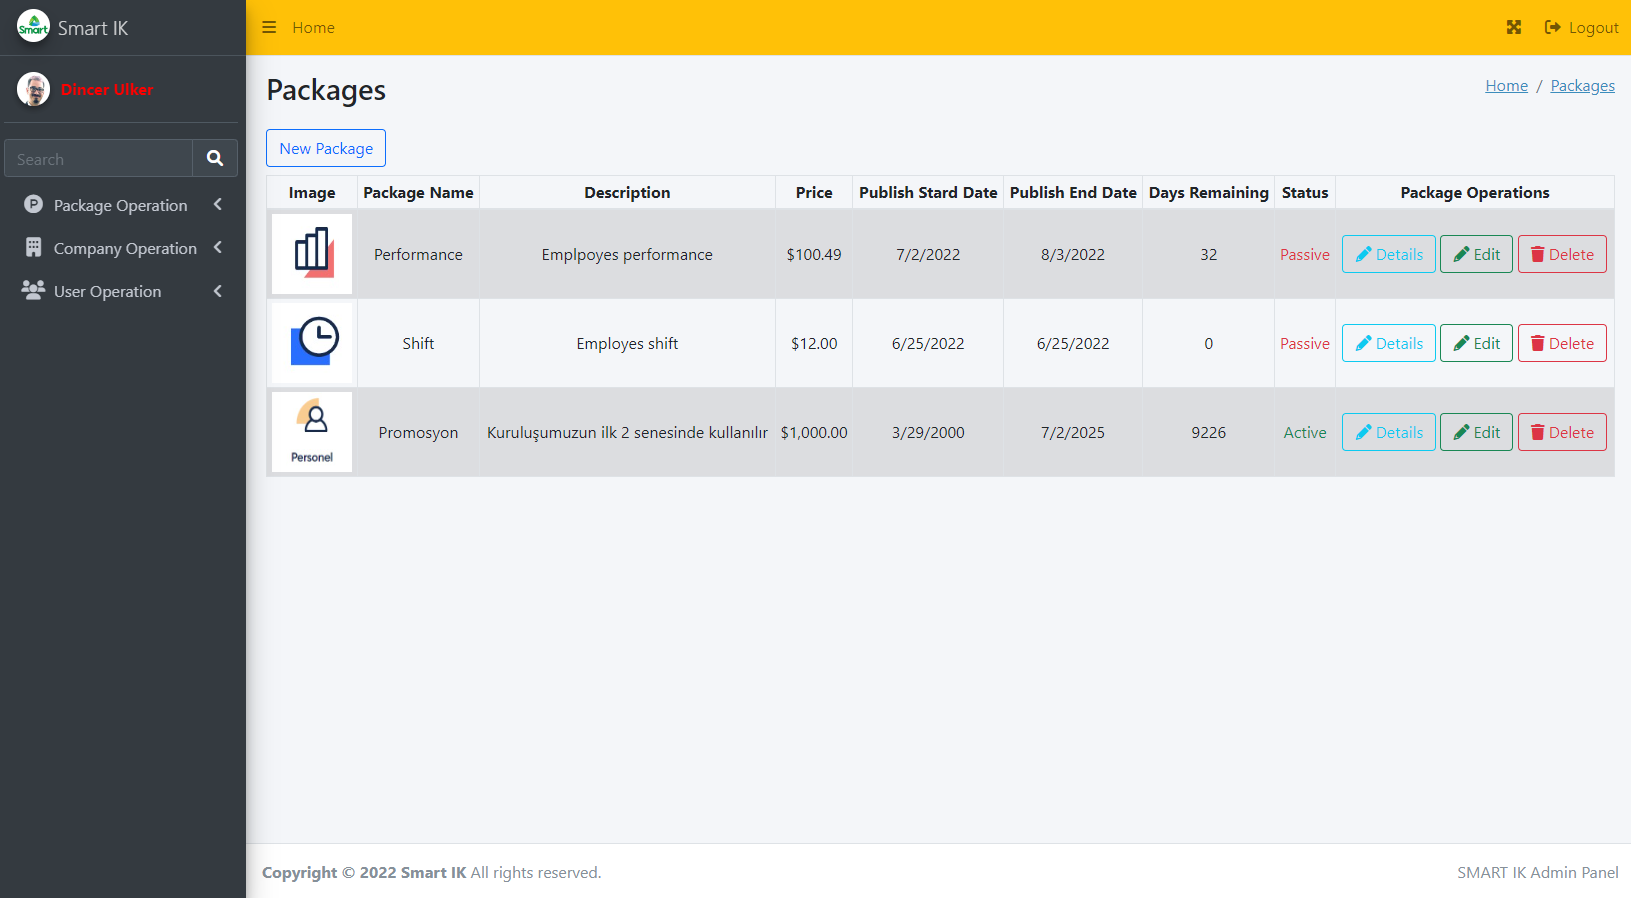 Smart
Smart IK
Home
Logout
Dincer Ulker
Search
Package Operation
Company Operation
User Operation
Packages
Home / Packages
New Package
Image Package Name Description Price Publish Stard Date Publish End Date Days Remaining Status Package Operations
Performance Emplpoyes performance $100.49 7/2/2022 8/3/2022 32 Passive Details Edit Delete
Shift Employes shift $12.00 6/25/2022 6/25/2022 0 Passive Details Edit Delete
Personel Promosyon Kuruluşumuzun ilk 2 senesinde kullanılır $1,000.00 3/29/2000 7/2/2025 9226 Active Details Edit Delete
Copyright © 2022 Smart IK All rights reserved.
SMART IK Admin Panel